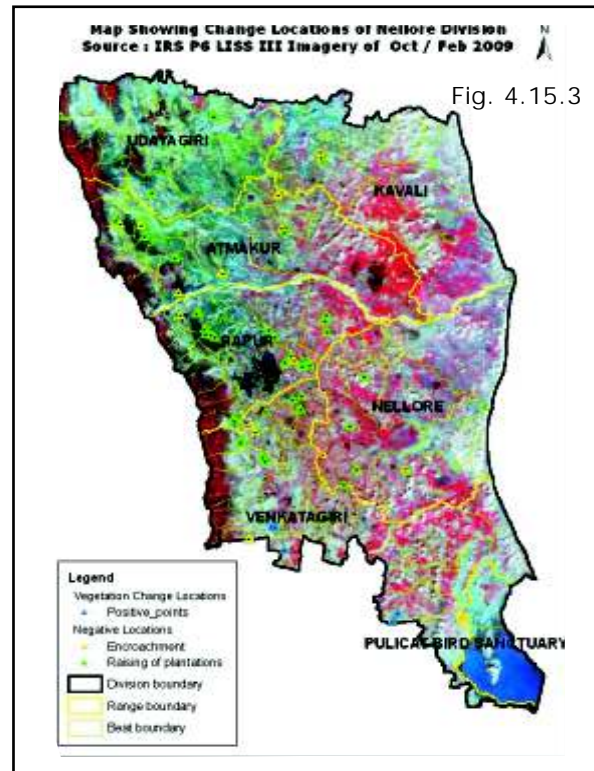 Map Showing Change Locations of Nellore Division
Source : IRS P6 LISS III Imagery of Oct / Feb 2009
N
Fig. 4.15.3
UDAYAGIRI
KAVALI
ATMAKUR
RAPUR
NELLORE
VENKATAGIRI
PULICAT BIRD SANCTUARY
Legend
Vegetation Change Locations
Positive_points
Negative Locations
Encroachment
Raising of plantations
Division boundary
Range boundary
Beat boundary